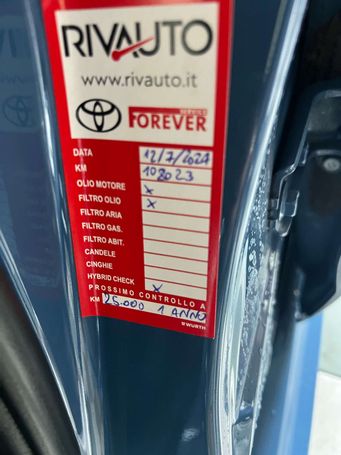 RIVAUTO
www.rivauto.it
TOYOTA
FOREVER
DATA 12/7/2024
KM 108023
OLIO MOTORE x
FILTRO OLIO x
FILTRO ARIA
FILTRO GAS.
FILTRO ABIT.
CANDELE
CINGHIE
HYBRID CHECK x
PROSSIMO CONTROLLO A
KM 25.000 1 ANNO
WÜRTH